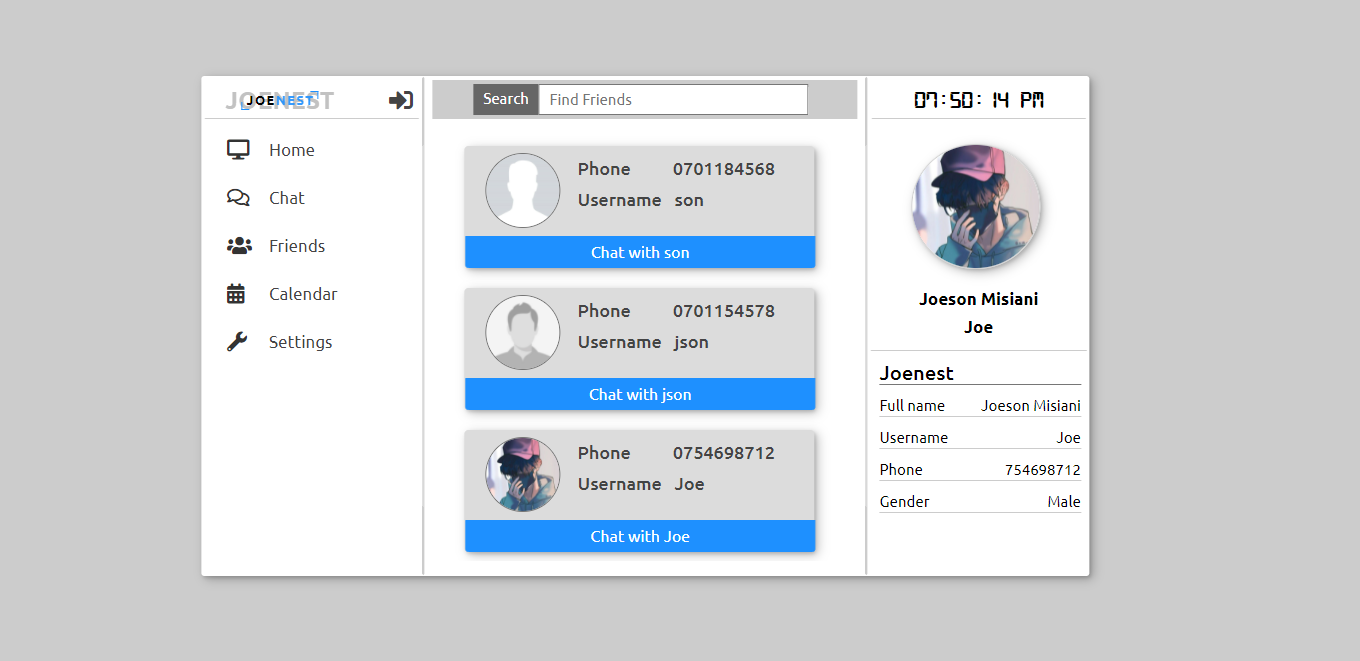 JOENEST
JOENEST
Home
Chat
Friends
Calendar
Settings
Search Find Friends
Phone 0701184568
Username son
Chat with son
Phone 0701154578
Username json
Chat with json
Phone 0754698712
Username Joe
Chat with Joe
07:50:14 PM
Joeson Misiani
Joe
Joenest
Full name Joeson Misiani
Username Joe
Phone 754698712
Gender Male